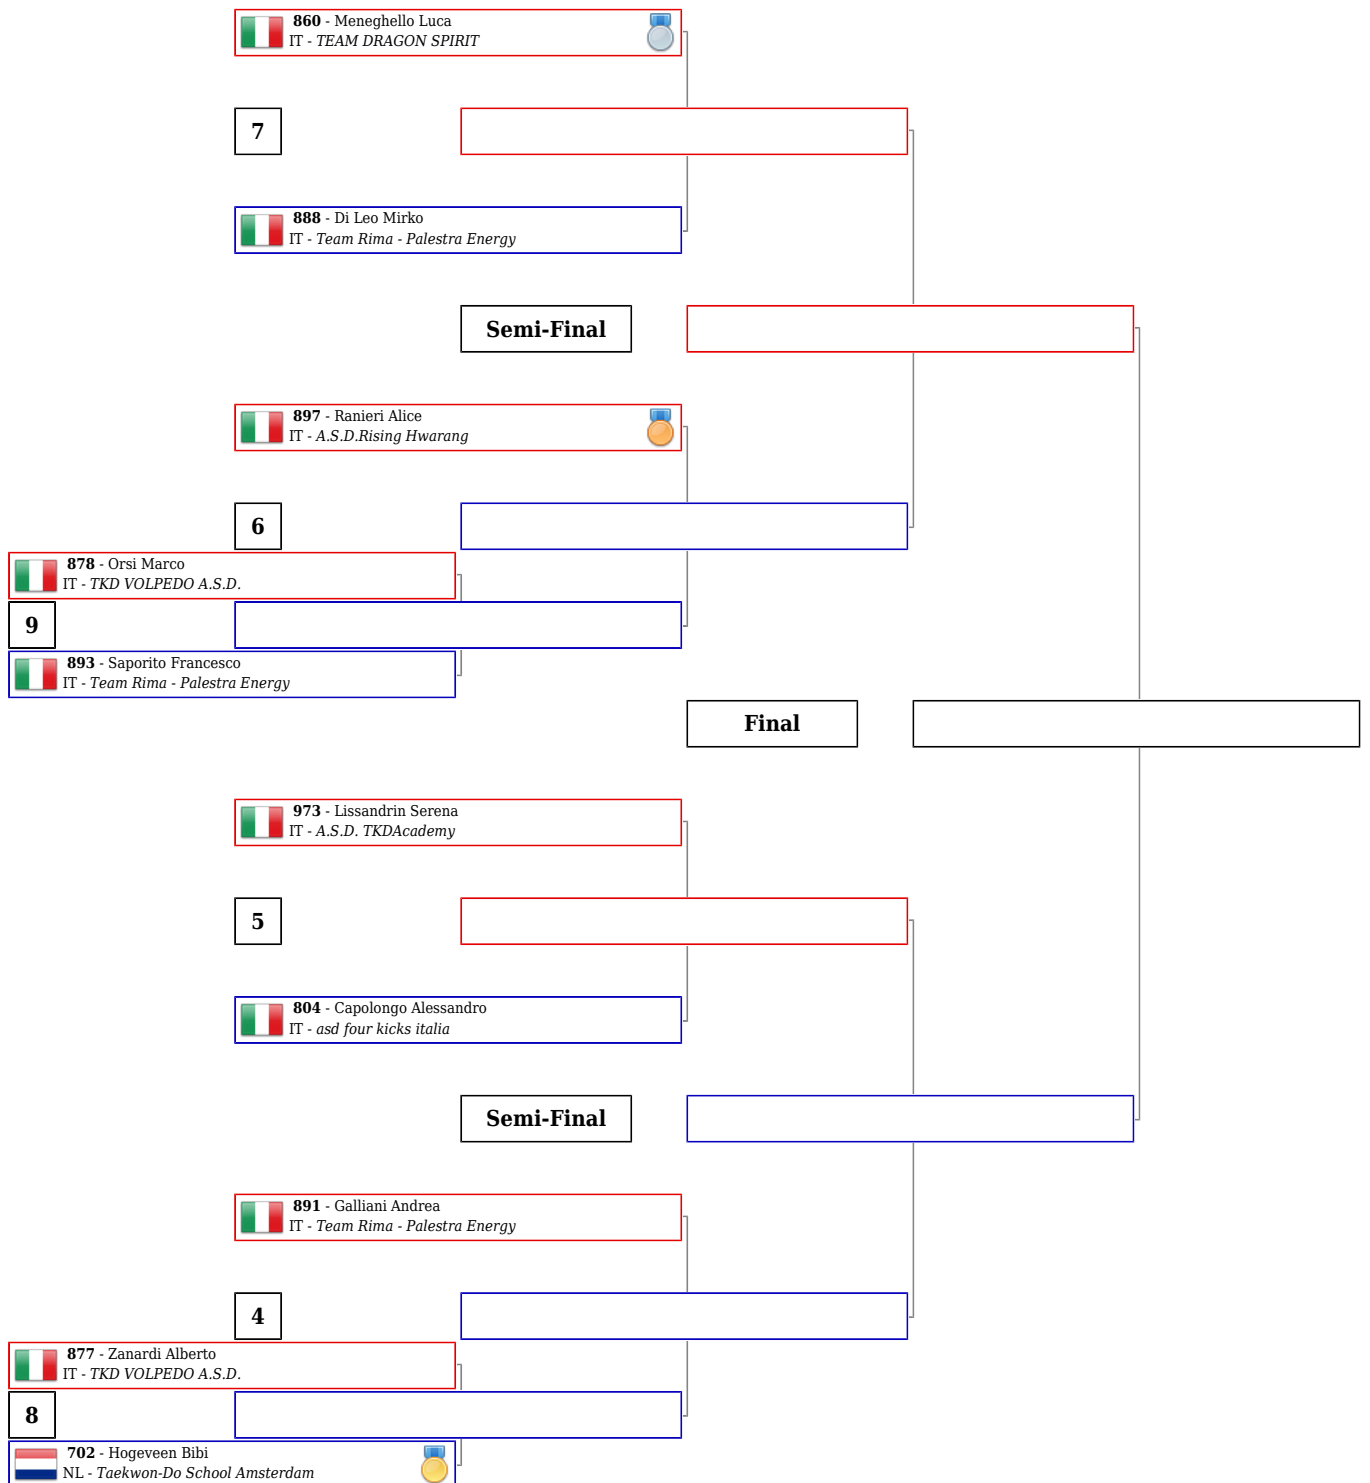 860 - Meneghello Luca
IT - TEAM DRAGON SPIRIT
7
888 - Di Leo Mirko
IT - Team Rima - Palestra Energy
Semi-Final
897 - Ranieri Alice
IT - A.S.D.Rising Hwarang
6
878 - Orsi Marco
IT - TKD VOLPEDO A.S.D.
9
893 - Saporito Francesco
IT - Team Rima - Palestra Energy
Final
973 - Lissandrin Serena
IT - A.S.D. TKDAcademy
5
804 - Capolongo Alessandro
IT - asd four kicks italia
Semi-Final
891 - Galliani Andrea
IT - Team Rima - Palestra Energy
4
877 - Zanardi Alberto
IT - TKD VOLPEDO A.S.D.
8
702 - Hogeveen Bibi
NL - Taekwon-Do School Amsterdam